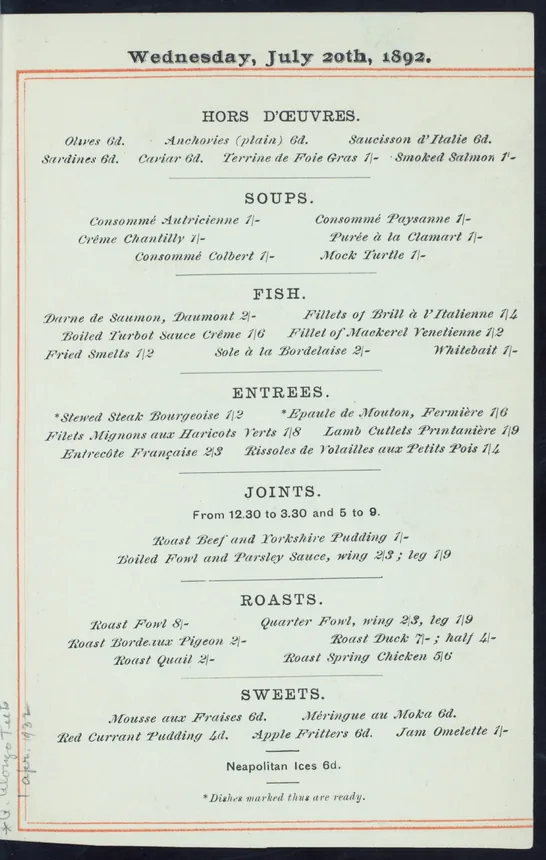 Wednesday, July 20th, 1892.
HORS D'ŒUVRES.
Olives 6d. Anchovies (plain) 6d. Saucisson d'Italie 6d.
Sardines 6d. Caviar 6d. Terrine de Foie Gras 1/- Smoked Salmon 1/-
SOUPS.
Consommé Autricienne 1/- Consommé Paysanne 1/-
Crême Chantilly 1/- Purée à la Clamart 1/-
Consommé Colbert 1/- Mock Turtle 1/-
FISH.
Darne de Saumon, Daumont 2/- Fillets of Brill à l'Italienne 1/4
Boiled Turbot Sauce Crême 1/6 Fillet of Mackerel Venetienne 1/2
Fried Smelts 1/2 Sole à la Bordelaise 2/- Whitebait 1/-
ENTREES.
*Stewed Steak Bourgeoise 1/2 *Epaule de Mouton, Fermière 1/6
Filets Mignons aux Haricots Verts 1/8 Lamb Cutlets Printanière 1/9
Entrecôte Française 2/3 Rissoles de Volailles aux Petits Pois 1/4
JOINTS.
From 12.30 to 3.30 and 5 to 9.
Roast Beef and Yorkshire Pudding 1/-
Boiled Fowl and Parsley Sauce, wing 2/3; leg 1/9
ROASTS.
Roast Fowl 8/- Quarter Fowl, wing 2/3, leg 1/9
Roast Bordeaux Pigeon 2/- Roast Duck 7/-; half 4/-
Roast Quail 2/- Roast Spring Chicken 5/6
SWEETS.
Mousse aux Fraises 6d. Méringue au Moka 6d.
Red Currant Pudding 4d. Apple Fritters 6d. Jam Omelette 1/-
Neapolitan Ices 6d.
*Dishes marked thus are ready.
1 apr. 1932